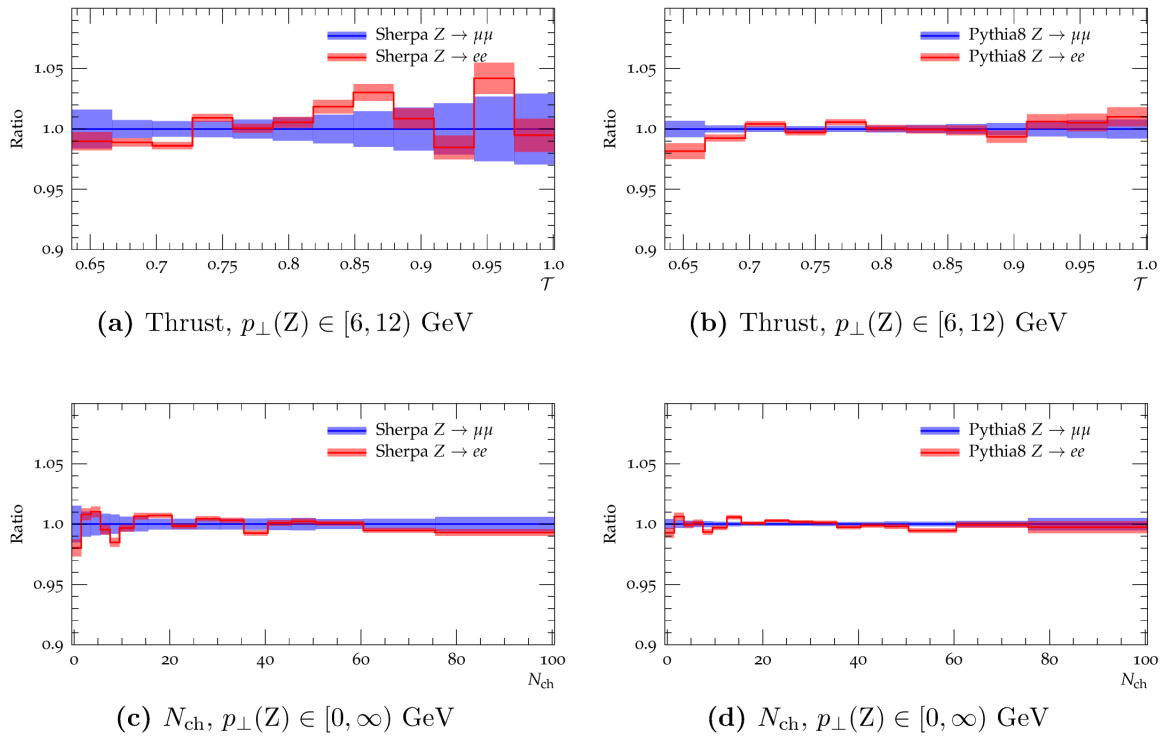 Sherpa Z → μμ
Sherpa Z → ee
Ratio
1.05
1.0
0.95
0.9
0.65 0.7 0.75 0.8 0.85 0.9 0.95 1.0
𝒯
(a) Thrust, p⊥(Z) ∈ [6, 12) GeV
Pythia8 Z → μμ
Pythia8 Z → ee
Ratio
1.05
1.0
0.95
0.9
0.65 0.7 0.75 0.8 0.85 0.9 0.95 1.0
𝒯
(b) Thrust, p⊥(Z) ∈ [6, 12) GeV
Sherpa Z → μμ
Sherpa Z → ee
Ratio
1.05
1.0
0.95
0.9
0 20 40 60 80 100
Nch
(c) Nch, p⊥(Z) ∈ [0, ∞) GeV
Pythia8 Z → μμ
Pythia8 Z → ee
Ratio
1.05
1.0
0.95
0.9
0 20 40 60 80 100
Nch
(d) Nch, p⊥(Z) ∈ [0, ∞) GeV